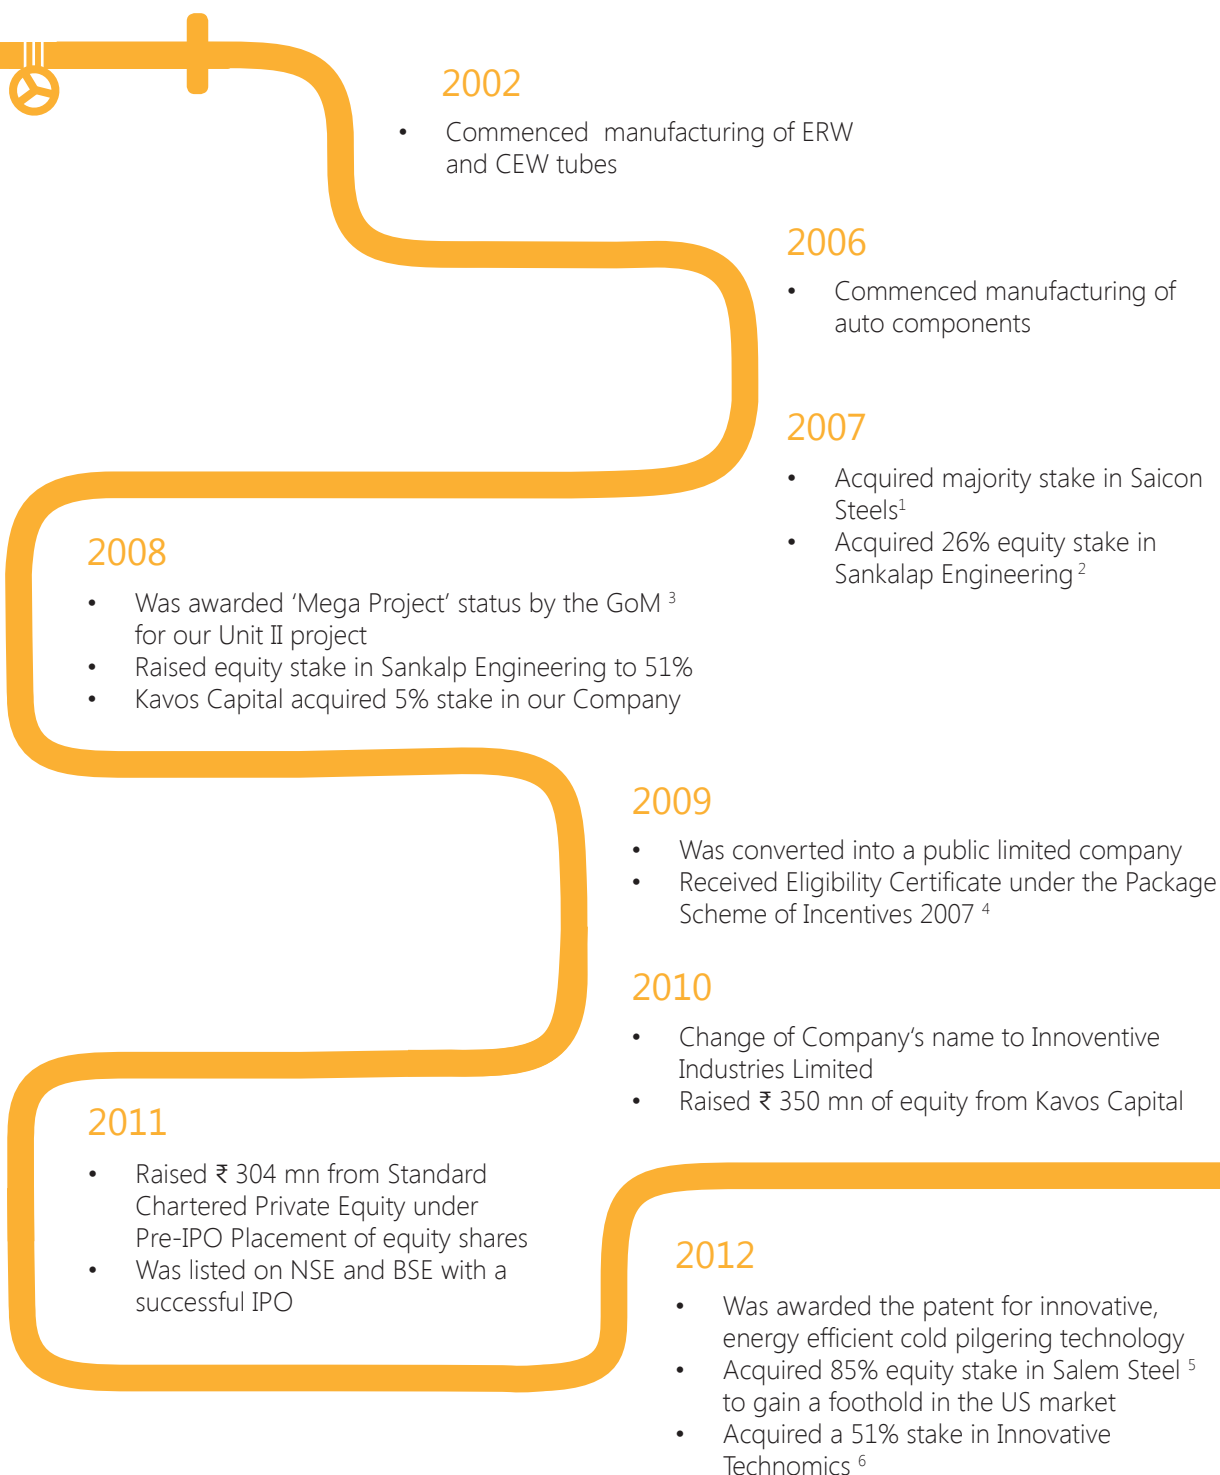 2002
• Commenced manufacturing of ERW
and CEW tubes
2006
• Commenced manufacturing of
auto components
2007
• Acquired majority stake in Saicon
Steels¹
• Acquired 26% equity stake in
Sankalap Engineering ²
2008
• Was awarded ‘Mega Project’ status by the GoM ³
for our Unit II project
• Raised equity stake in Sankalp Engineering to 51%
• Kavos Capital acquired 5% stake in our Company
2009
• Was converted into a public limited company
• Received Eligibility Certificate under the Package
Scheme of Incentives 2007 ⁴
2010
• Change of Company‘s name to Innoventive
Industries Limited
• Raised ₹ 350 mn of equity from Kavos Capital
2011
• Raised ₹ 304 mn from Standard
Chartered Private Equity under
Pre-IPO Placement of equity shares
• Was listed on NSE and BSE with a
successful IPO
2012
• Was awarded the patent for innovative,
energy efficient cold pilgering technology
• Acquired 85% equity stake in Salem Steel ⁵
to gain a foothold in the US market
• Acquired a 51% stake in Innovative
Technomics ⁶